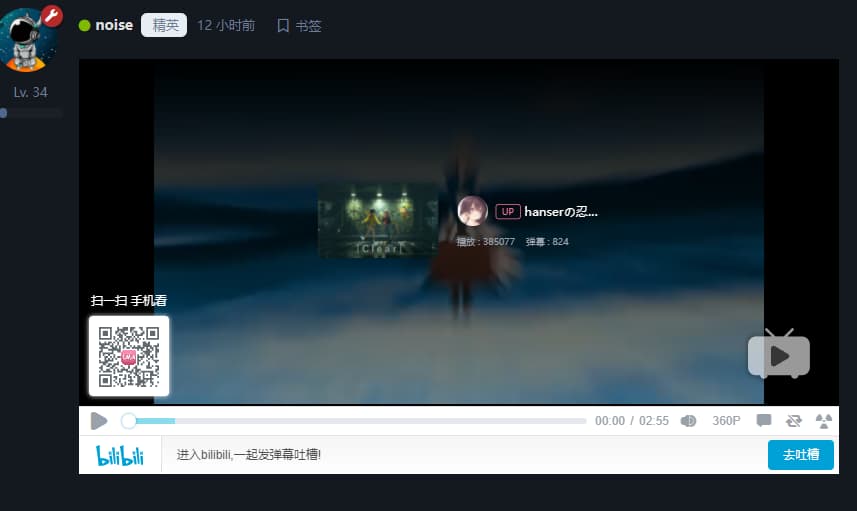 noise 精英 12 小时前 书签
Lv. 34
UP hanserの忍...
播放 : 385077 弹幕 : 824
[Clear]
扫一扫 手机看
00:00 / 02:55 360P
bilibili 进入bilibili,一起发弹幕吐槽! 去吐槽